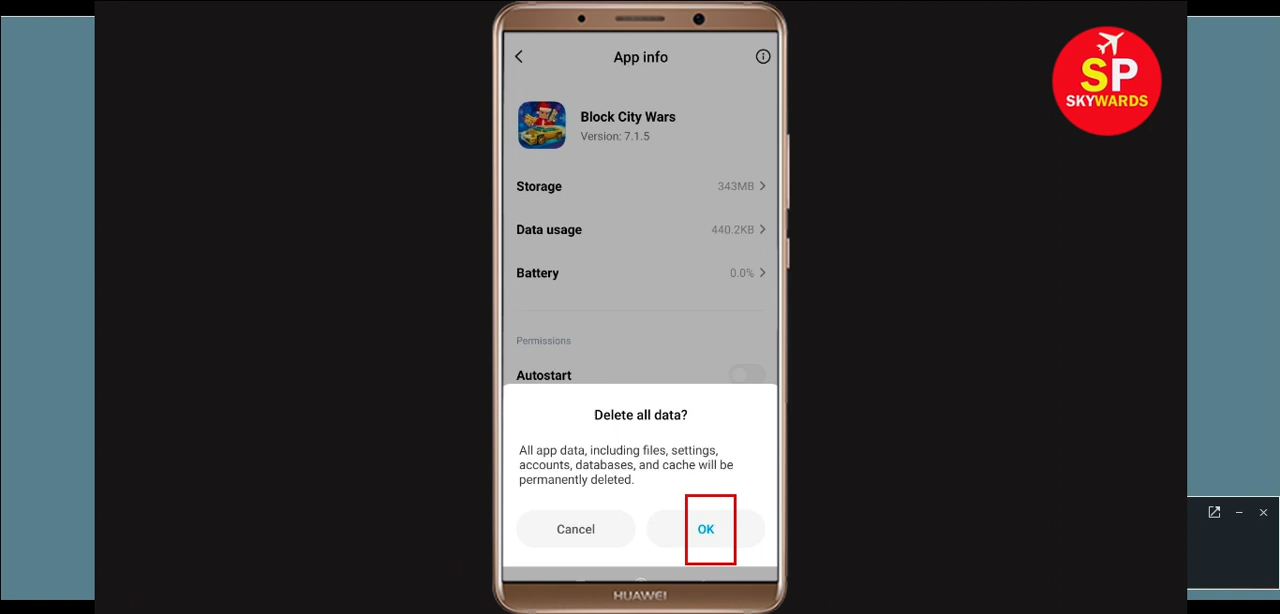 App info
SP
SKYWARDS
Block City Wars
Version: 7.1.5
Storage 343MB
Data usage 440.2KB
Battery 0.0%
Permissions
Autostart
Delete all data?
All app data, including files, settings,
accounts, databases, and cache will be
permanently deleted.
Cancel OK
HUAWEI